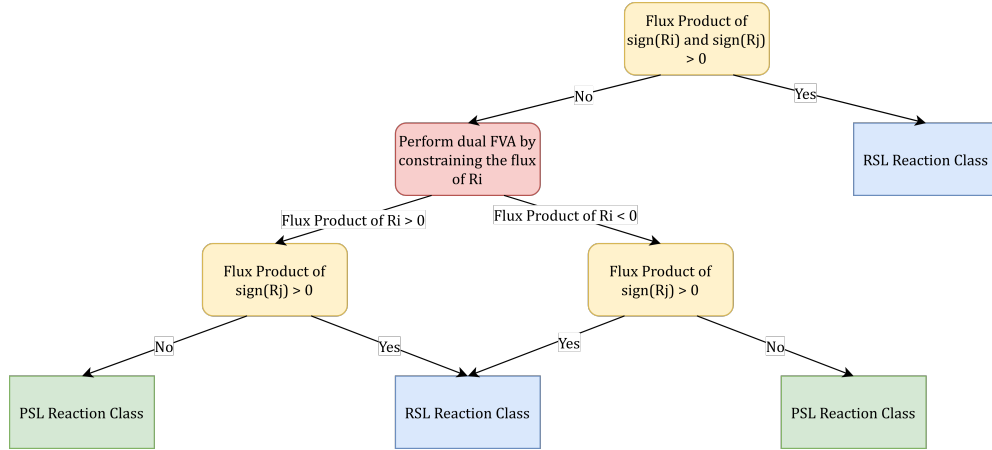 Flux Product of
sign(Ri) and sign(Rj)
> 0
No
Yes
Perform dual FVA by
constraining the flux
of Ri
RSL Reaction Class
Flux Product of Ri > 0
Flux Product of Ri < 0
Flux Product of
sign(Rj) > 0
Flux Product of
sign(Rj) > 0
No
Yes
Yes
No
PSL Reaction Class
RSL Reaction Class
PSL Reaction Class